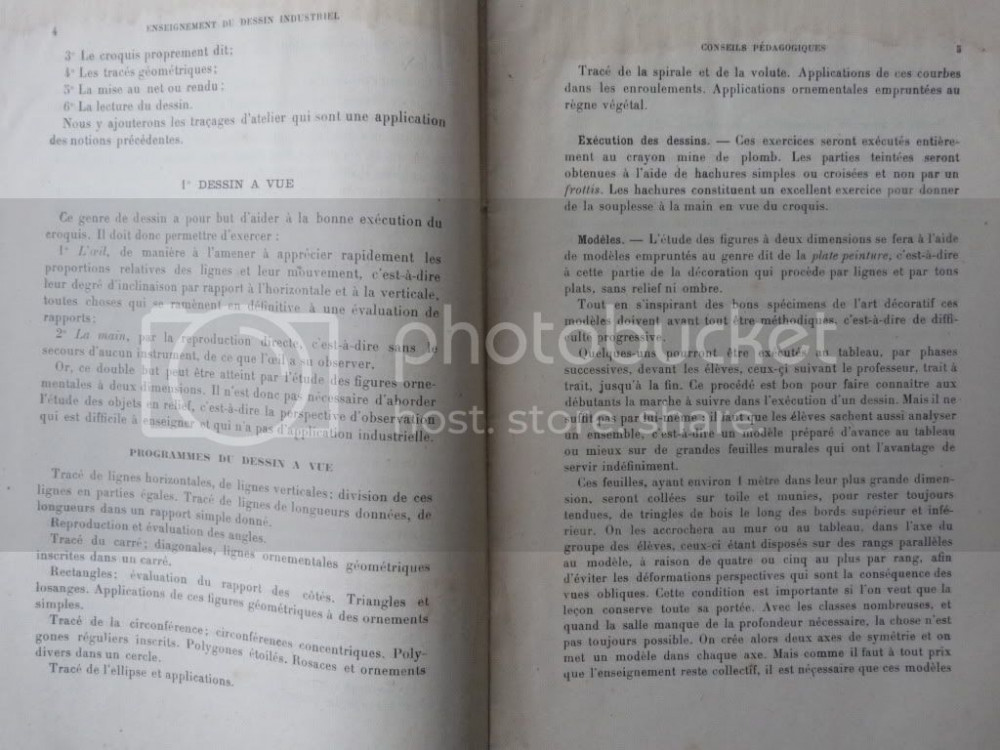 4 ENSEIGNEMENT DU DESSIN INDUSTRIEL
3° Le croquis proprement dit;
4° Les tracés géométriques;
5° La mise au net ou rendu;
6° La lecture du dessin.
Nous y ajouterons les traçages d'atelier qui sont une application
des notions précédentes.
1° DESSIN A VUE
Ce genre de dessin a pour but d'aider à la bonne exécution du
croquis. Il doit donc permettre d'exercer :
1° L'œil, de manière à l'amener à apprécier rapidement les
proportions relatives des lignes et leur mouvement, c'est-à-dire
leur degré d'inclinaison par rapport à l'horizontale et à la verticale,
toutes choses qui se ramènent en définitive à une évaluation de
rapports;
2° La main, par la reproduction directe, c'est-à-dire sans le
secours d'aucun instrument, de ce que l'œil a su observer.
Or, ce double but peut être atteint par l'étude des figures orne-
mentales à deux dimensions. Il n'est donc pas nécessaire d'aborder
l'étude des objets en relief, c'est-à-dire la perspective d'observation
qui est difficile à enseigner et qui n'a pas d'application industrielle.
PROGRAMMES DU DESSIN A VUE
Tracé de lignes horizontales, de lignes verticales; division de ces
lignes en parties égales. Tracé de lignes de longueurs données, de
longueurs dans un rapport simple donné.
Reproduction et évaluation des angles.
Tracé du carré; diagonales, lignes ornementales géométriques
inscrites dans un carré.
Rectangles; évaluation du rapport des côtés. Triangles et
losanges. Applications de ces figures géométriques à des ornements
simples.
Tracé de la circonférence; circonférences concentriques. Poly-
gones réguliers inscrits. Polygones étoilés. Rosaces et ornements
divers dans un cercle.
Tracé de l'ellipse et applications.
CONSEILS PÉDAGOGIQUES 5
Tracé de la spirale et de la volute. Applications de ces courbes
dans les enroulements. Applications ornementales empruntées au
règne végétal.
Exécution des dessins. — Ces exercices seront exécutés entière-
ment au crayon mine de plomb. Les parties teintées seront
obtenues à l'aide de hachures simples ou croisées et non par un
frottis. Les hachures constituent un excellent exercice pour donner
de la souplesse à la main en vue du croquis.
Modèles. — L'étude des figures à deux dimensions se fera à l'aide
de modèles empruntés au genre dit de la plate peinture, c'est-à-dire
à cette partie de la décoration qui procède par lignes et par tons
plats, sans relief ni ombre.
Tout en s'inspirant des bons spécimens de l'art décoratif ces
modèles doivent avant tout être méthodiques, c'est-à-dire de diffi-
culté progressive.
Quelques-uns pourront être exécutés au tableau, par phases
successives, devant les élèves, ceux-çi suivant le professeur, trait à
trait, jusqu'à la fin. Ce procédé est bon pour faire connaître aux
débutants la marche à suivre dans l'exécution d'un dessin. Mais il ne
suffit pas par lui-même : il faut que les élèves sachent aussi analyser
un ensemble, c'est-à-dire un modèle préparé d'avance au tableau
ou mieux sur de grandes feuilles murales qui ont l'avantage de
servir indéfiniment.
Ces feuilles, ayant environ 1 mètre dans leur plus grande dimen-
sion, seront collées sur toile et munies, pour rester toujours
tendues, de tringles de bois le long des bords supérieur et infé-
rieur. On les accrochera au mur ou au tableau, dans l'axe du
groupe des élèves, ceux-ci étant disposés sur des rangs parallèles
au modèle, à raison de quatre ou cinq au plus par rang, afin
d'éviter les déformations perspectives qui sont la conséquence des
vues obliques. Cette condition est importante si l'on veut que la
leçon conserve toute sa portée. Avec les classes nombreuses, et
quand la salle manque de la profondeur nécessaire, la chose n'est
pas toujours possible. On crée alors deux axes de symétrie et on
met un modèle dans chaque axe. Mais comme il faut à tout prix
que l'enseignement reste collectif, il est nécessaire que ces modèles
photobucket
host. store. share.